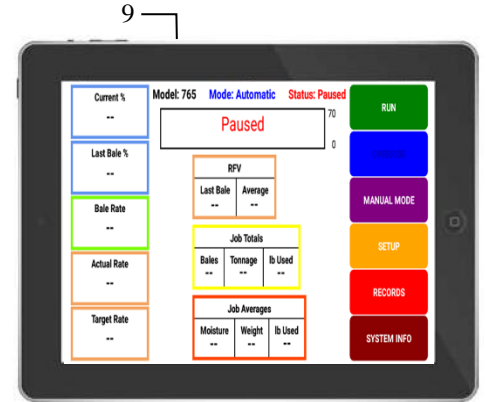 9
Current %
--
Model: 765 Mode: Automatic Status: Paused
Paused
70
0
RUN
Last Bale %
--
RFV
Last Bale Average
-- --
MANUAL MODE
Bale Rate
--
Job Totals
Bales Tonnage lb Used
-- -- --
SETUP
Actual Rate
--
RECORDS
Job Averages
Moisture Weight lb Used
-- -- --
Target Rate
--
SYSTEM INFO